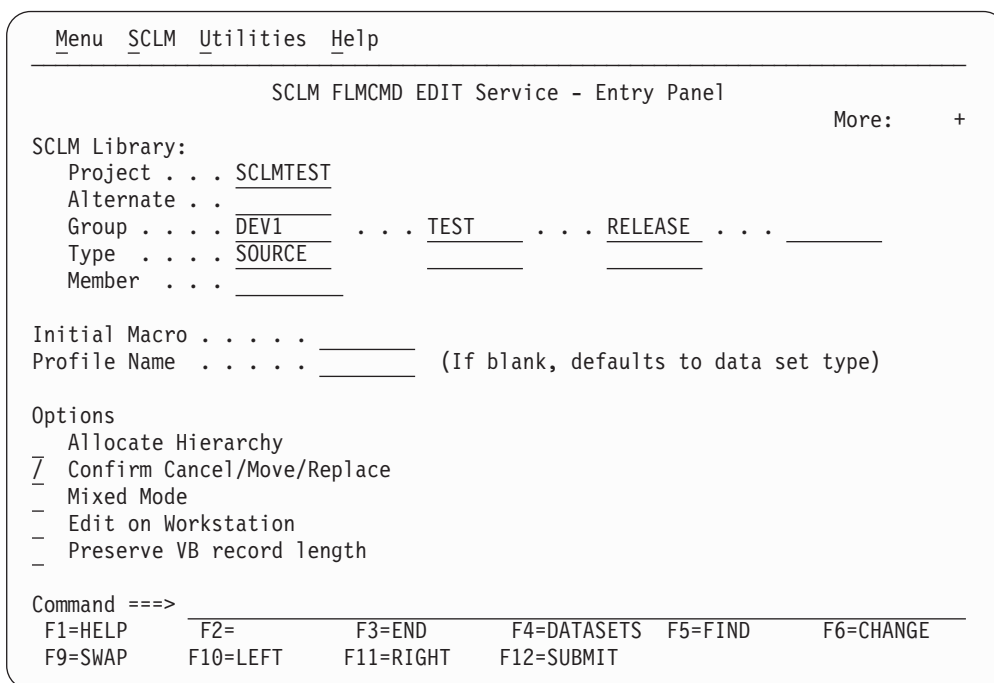 Menu SCLM Utilities Help
SCLM FLMCMD EDIT Service - Entry Panel
More: +
SCLM Library:
Project . . . SCLMTEST
Alternate . .
Group . . . . DEV1 . . . TEST . . . RELEASE . . .
Type . . . . SOURCE
Member . . .
Initial Macro . . . . .
Profile Name . . . . . (If blank, defaults to data set type)
Options
Allocate Hierarchy
/ Confirm Cancel/Move/Replace
Mixed Mode
Edit on Workstation
Preserve VB record length
Command ===>
F1=HELP F2= F3=END F4=DATASETS F5=FIND F6=CHANGE
F9=SWAP F10=LEFT F11=RIGHT F12=SUBMIT